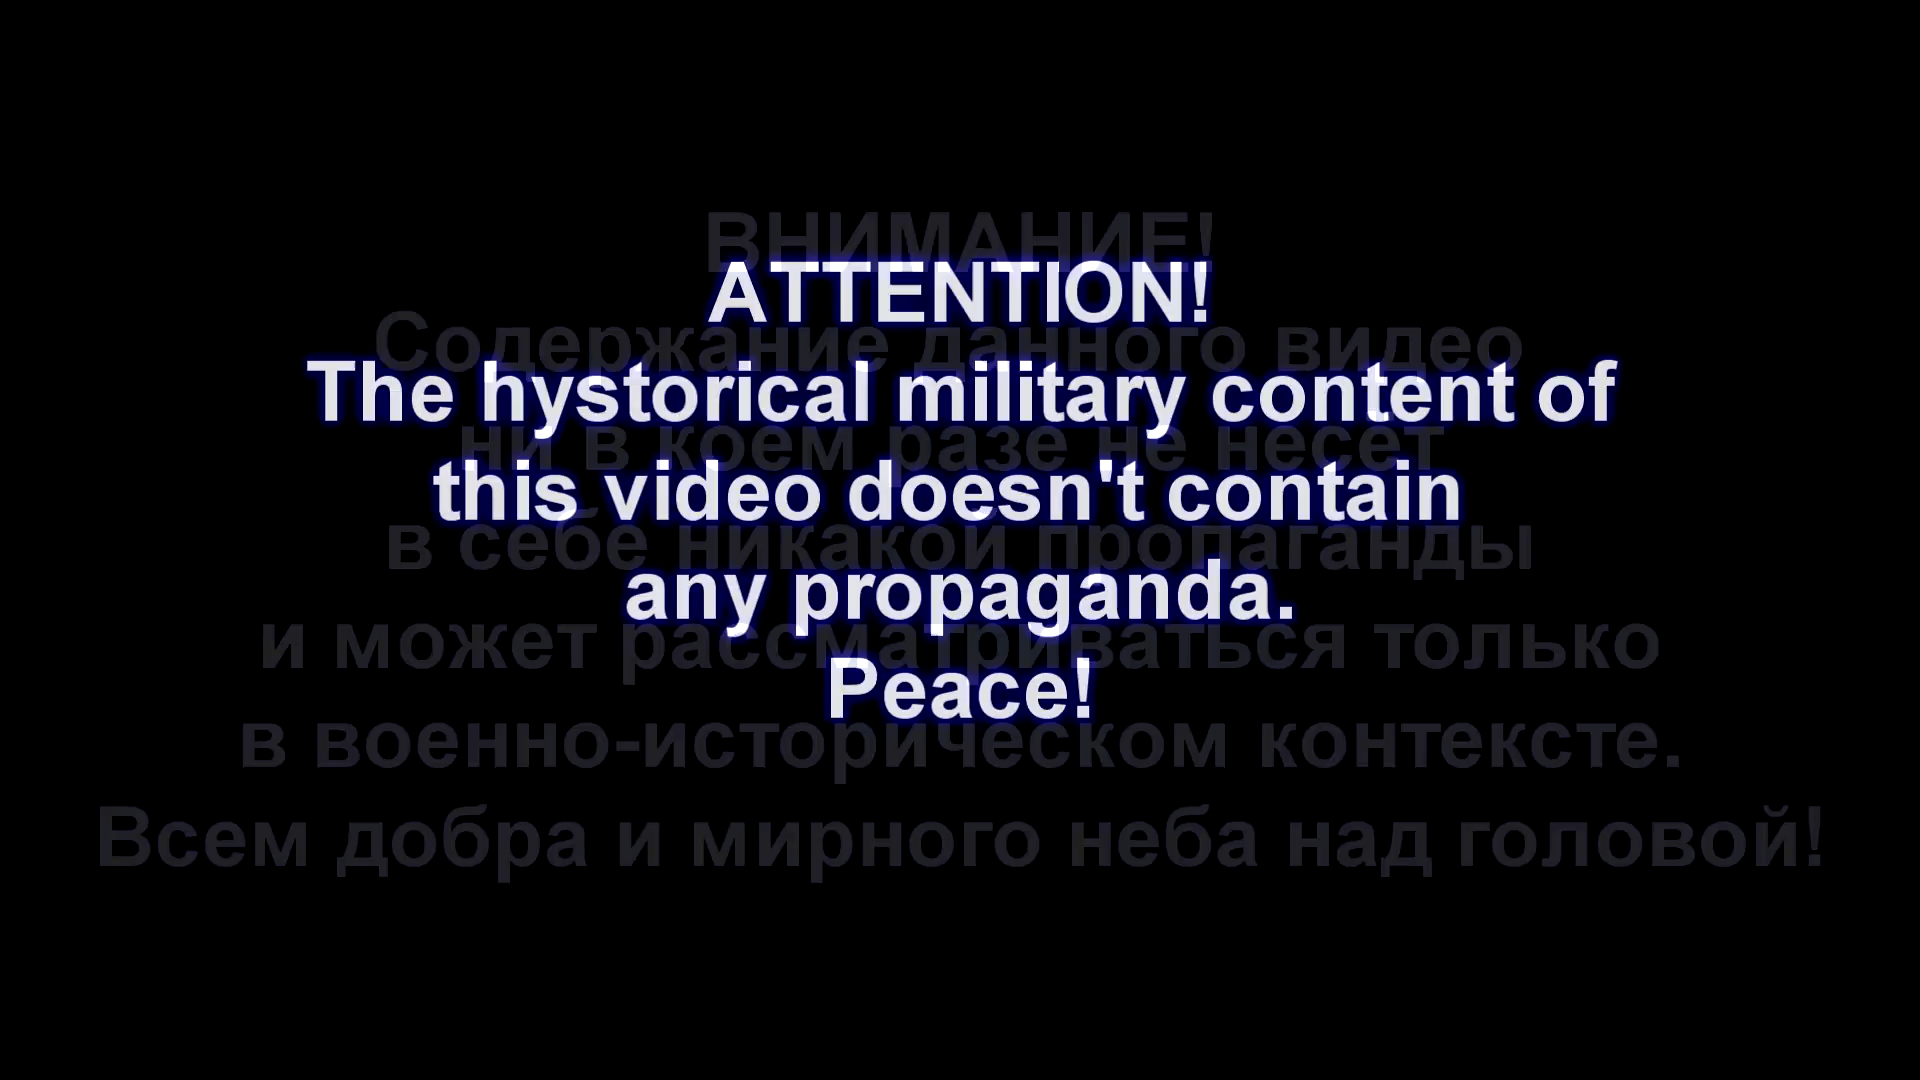 ВНИМАНИЕ!
ATTENTION!
Содержание данного видео
The hystorical military content of
ни в коем разе не несет
this video doesn't contain
в себе никакой пропаганды
any propaganda.
и может рассматриваться только
Peace!
в военно-историческом контексте.
Всем добра и мирного неба над головой!